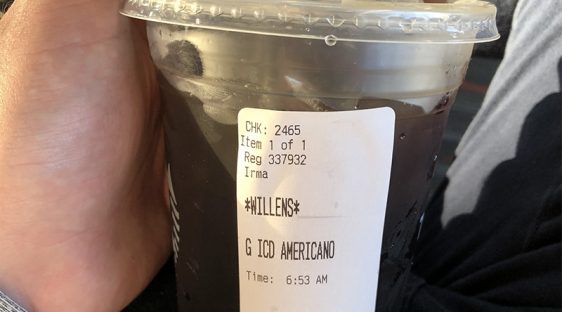 CHK: 2465
Item 1 of 1
Reg 337932
Irma
*WILLENS*
G ICD AMERICANO
Time: 6:53 AM